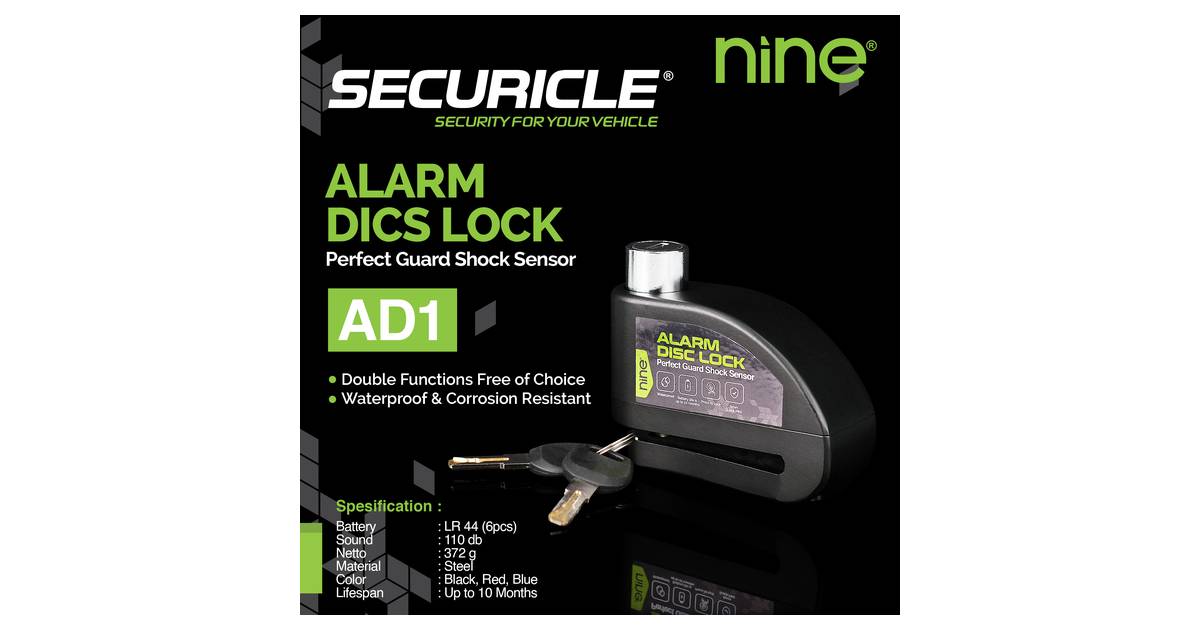 nine®
SECURICLE®
SECURITY FOR YOUR VEHICLE
ALARM
DICS LOCK
Perfect Guard Shock Sensor
AD1
Double Functions Free of Choice
Waterproof & Corrosion Resistant
nine
ALARM
DISC LOCK
Perfect Guard Shock Sensor
Waterproof
Spesification :
Battery : LR 44 (6pcs)
Sound : 110 db
Netto : 372 g
Material : Steel
Color : Black, Red, Blue
Lifespan : Up to 10 Months